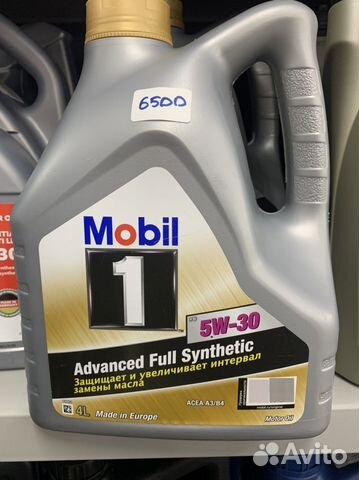 6500
Mobil
1
FS 5W-30
Advanced Full Synthetic
Защищает и увеличивает интервал
замены масла
ACEA A3/B4
4L Made in Europe
Motor Oil
Avito